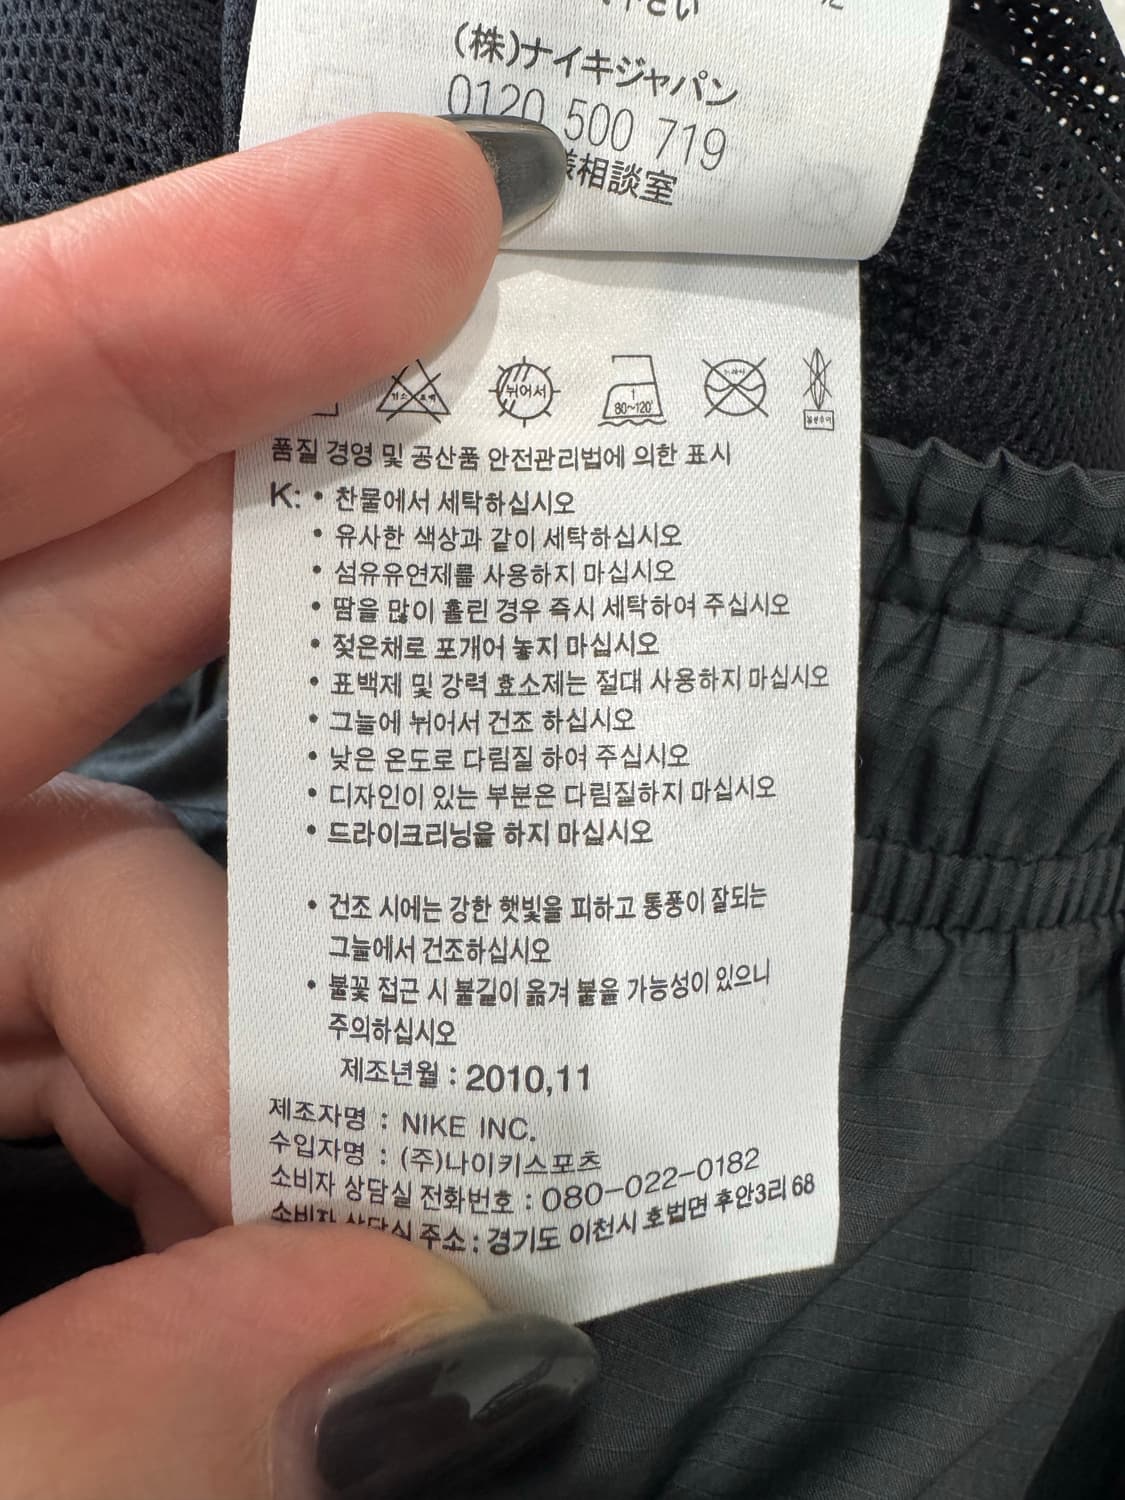 (株)ナイキジャパン
0120 500 719
相談室
뉘어서
80~120˚
품질 경영 및 공산품 안전관리법에 의한 표시
K: • 찬물에서 세탁하십시오
• 유사한 색상과 같이 세탁하십시오
• 섬유유연제를 사용하지 마십시오
• 땀을 많이 흘린 경우 즉시 세탁하여 주십시오
• 젖은채로 포개어 놓지 마십시오
• 표백제 및 강력 효소제는 절대 사용하지 마십시오
• 그늘에 뉘어서 건조 하십시오
• 낮은 온도로 다림질 하여 주십시오
• 디자인이 있는 부분은 다림질하지 마십시오
• 드라이크리닝을 하지 마십시오
• 건조 시에는 강한 햇빛을 피하고 통풍이 잘되는
그늘에서 건조하십시오
• 불꽃 접근 시 불길이 옮겨 붙을 가능성이 있으니
주의하십시오
제조년월 : 2010,11
제조자명 : NIKE INC.
수입자명 : (주)나이키스포츠
소비자 상담실 전화번호 : 080-022-0182
소비자 상담실 주소 : 경기도 이천시 호법면 후안3리 68